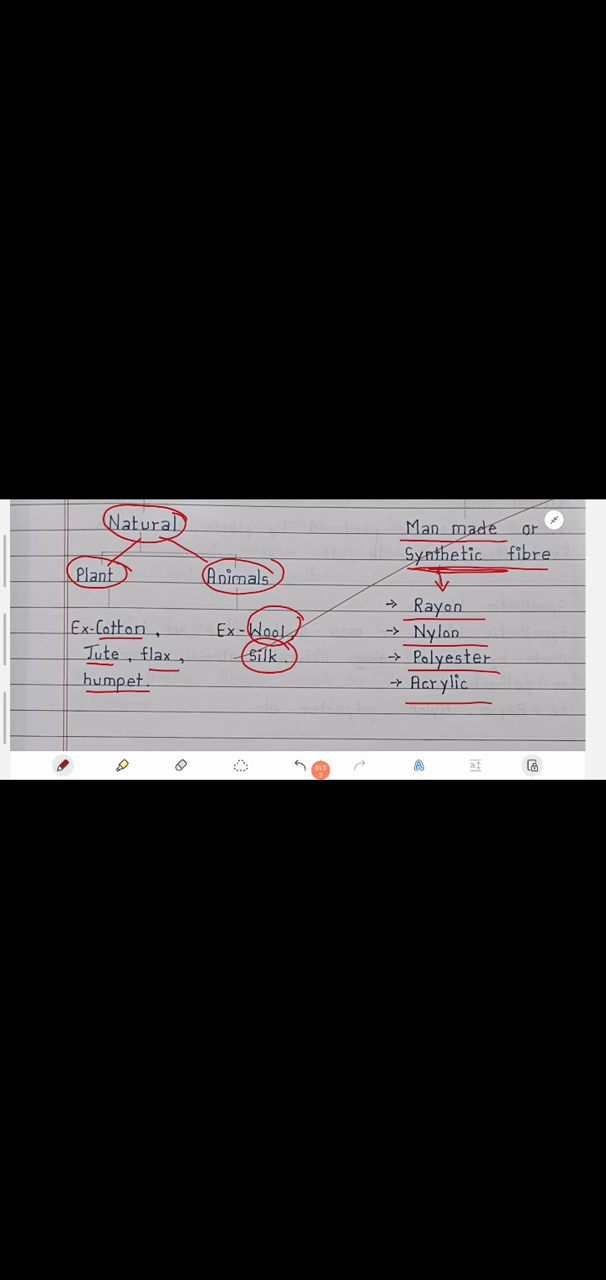 Natural
Plant
Animals
Ex-Cotton,
Jute, flax,
humpet.
Ex-Wool,
Silk.
Man made or
Synthetic fibre
→ Rayon
→ Nylon
→ Polyester
→ Acrylic